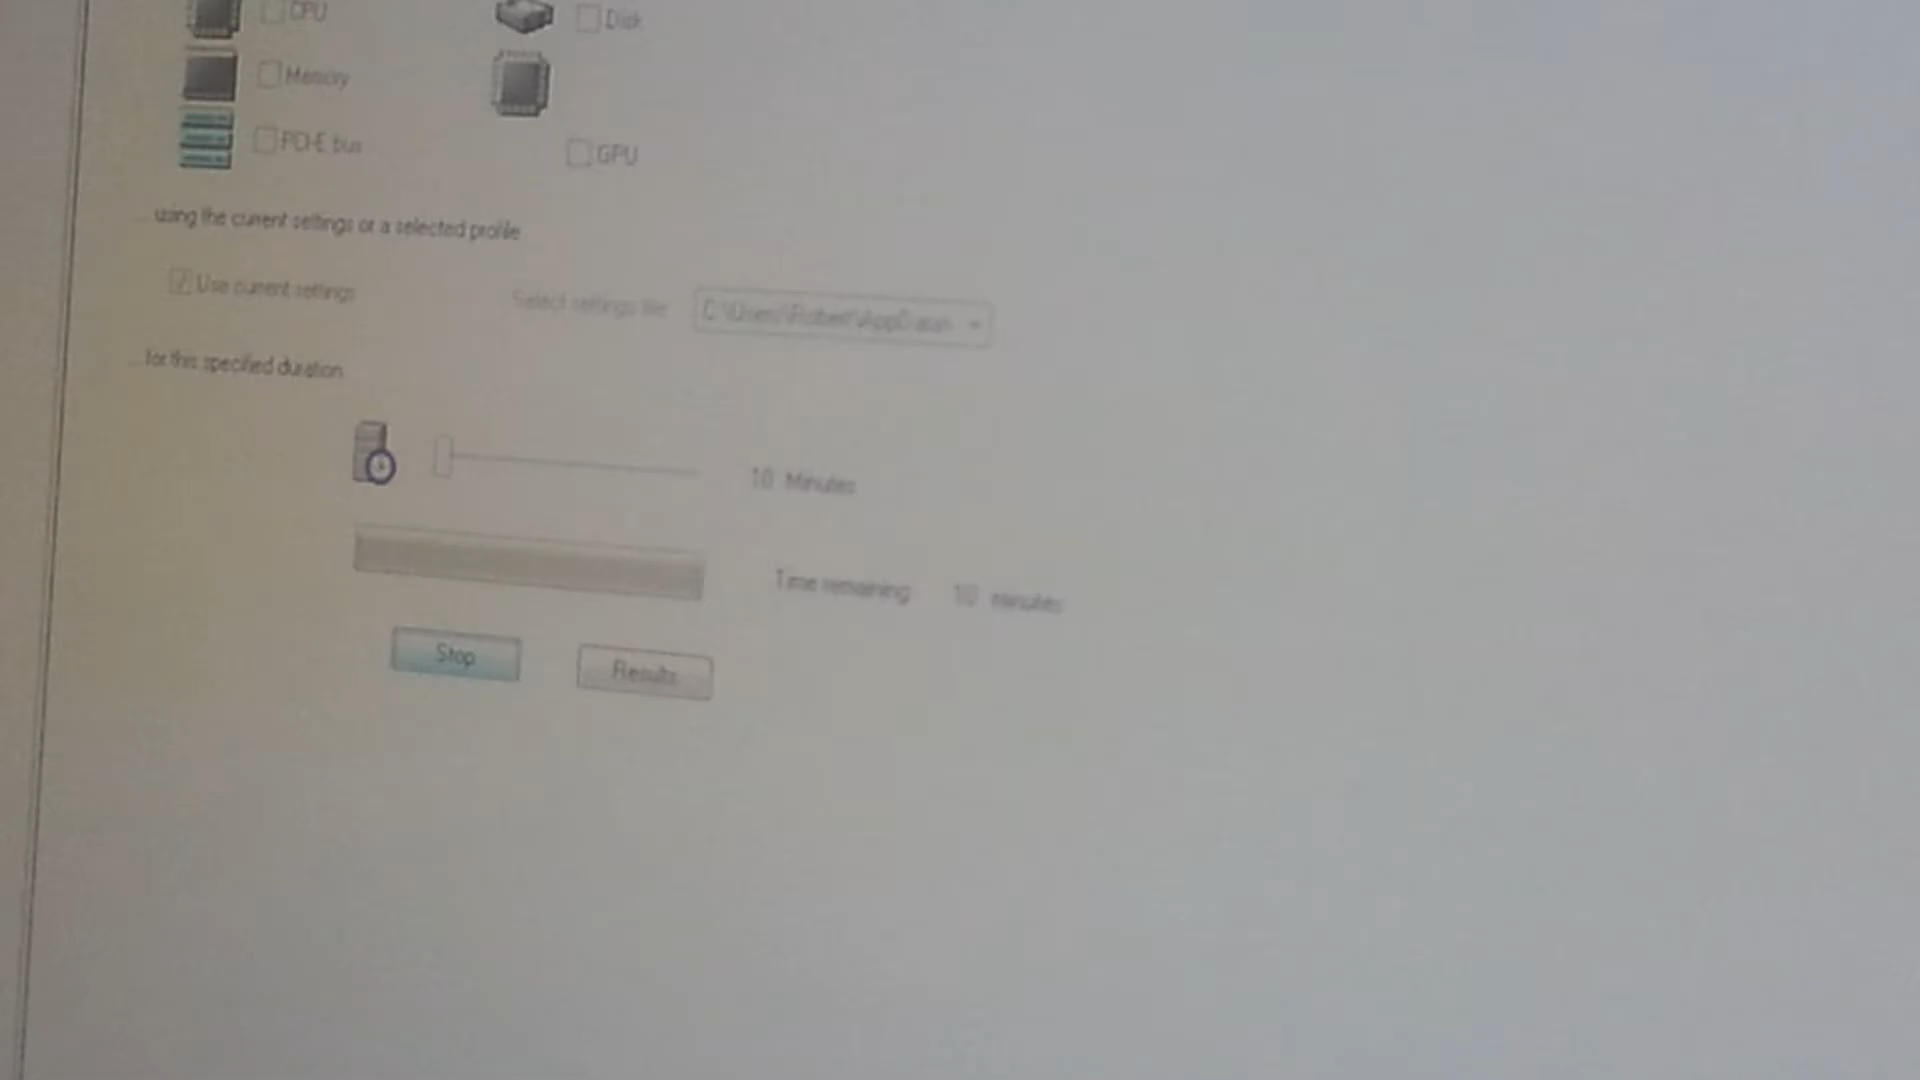 CPU
Disk
Memory
PCI-E bus
GPU
... using the current settings or a selected profile
Use current settings
Select settings file
C:\Users\Robert\AppData\
... for this specified duration
10 Minutes
Time remaining 10 minutes
Stop
Results